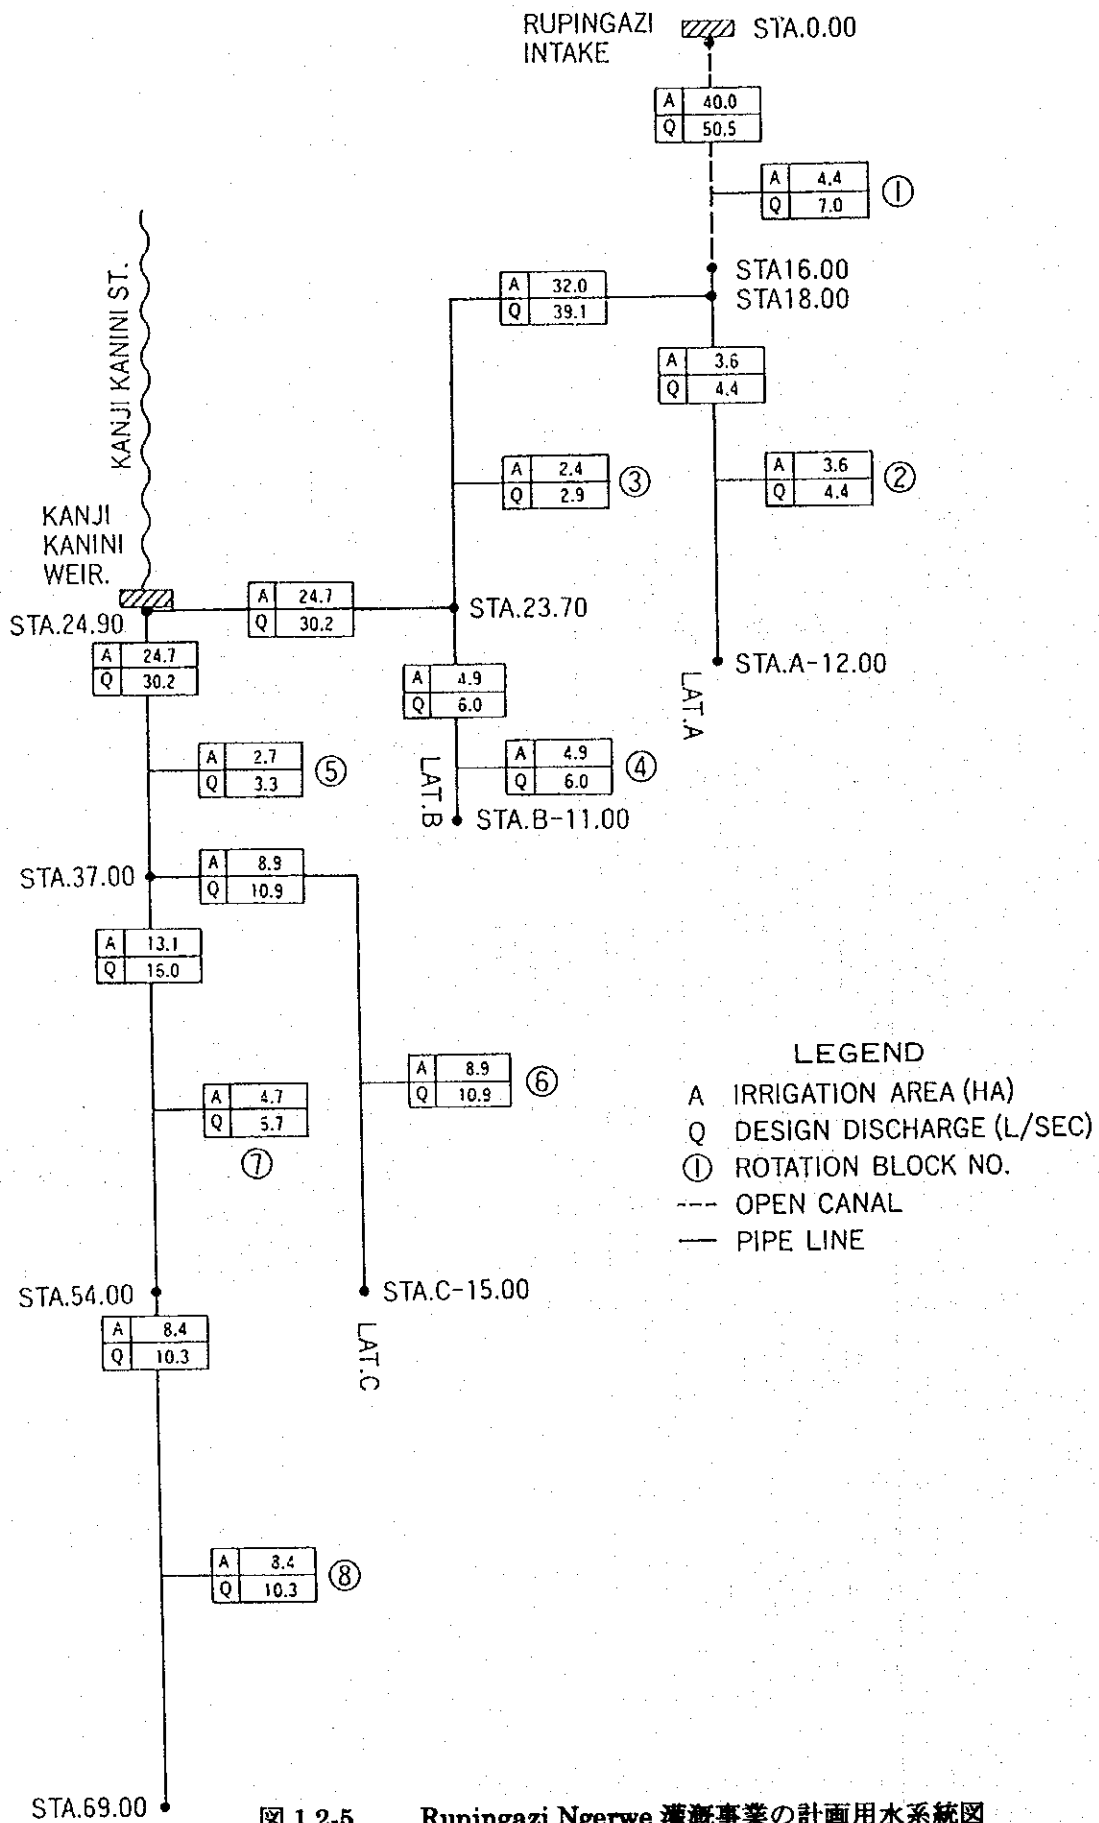 RUPINGAZI
INTAKE
STA.0.00
A 40.0
Q 50.5
A 4.4
Q 7.0
①
STA16.00
STA18.00
A 32.0
Q 39.1
A 3.6
Q 4.4
KANJI KANINI ST.
A 2.4
Q 2.9
③
A 3.6
Q 4.4
②
KANJI
KANINI
WEIR.
STA.24.90
A 24.7
Q 30.2
STA.23.70
A 24.7
Q 30.2
A 4.9
Q 6.0
STA.A-12.00
LAT.A
A 2.7
Q 3.3
⑤
LAT.B
A 4.9
Q 6.0
④
STA.B-11.00
STA.37.00
A 8.9
Q 10.9
A 13.1
Q 16.0
A 8.9
Q 10.9
⑥
A 4.7
Q 5.7
⑦
LEGEND
A IRRIGATION AREA (HA)
Q DESIGN DISCHARGE (L/SEC)
① ROTATION BLOCK NO.
--- OPEN CANAL
— PIPE LINE
STA.54.00
STA.C-15.00
LAT.C
A 8.4
Q 10.3
A 8.4
Q 10.3
⑧
STA.69.00
図 1.2-5 Rupingazi Ngerwe 灌漑事業の計画用水系統図